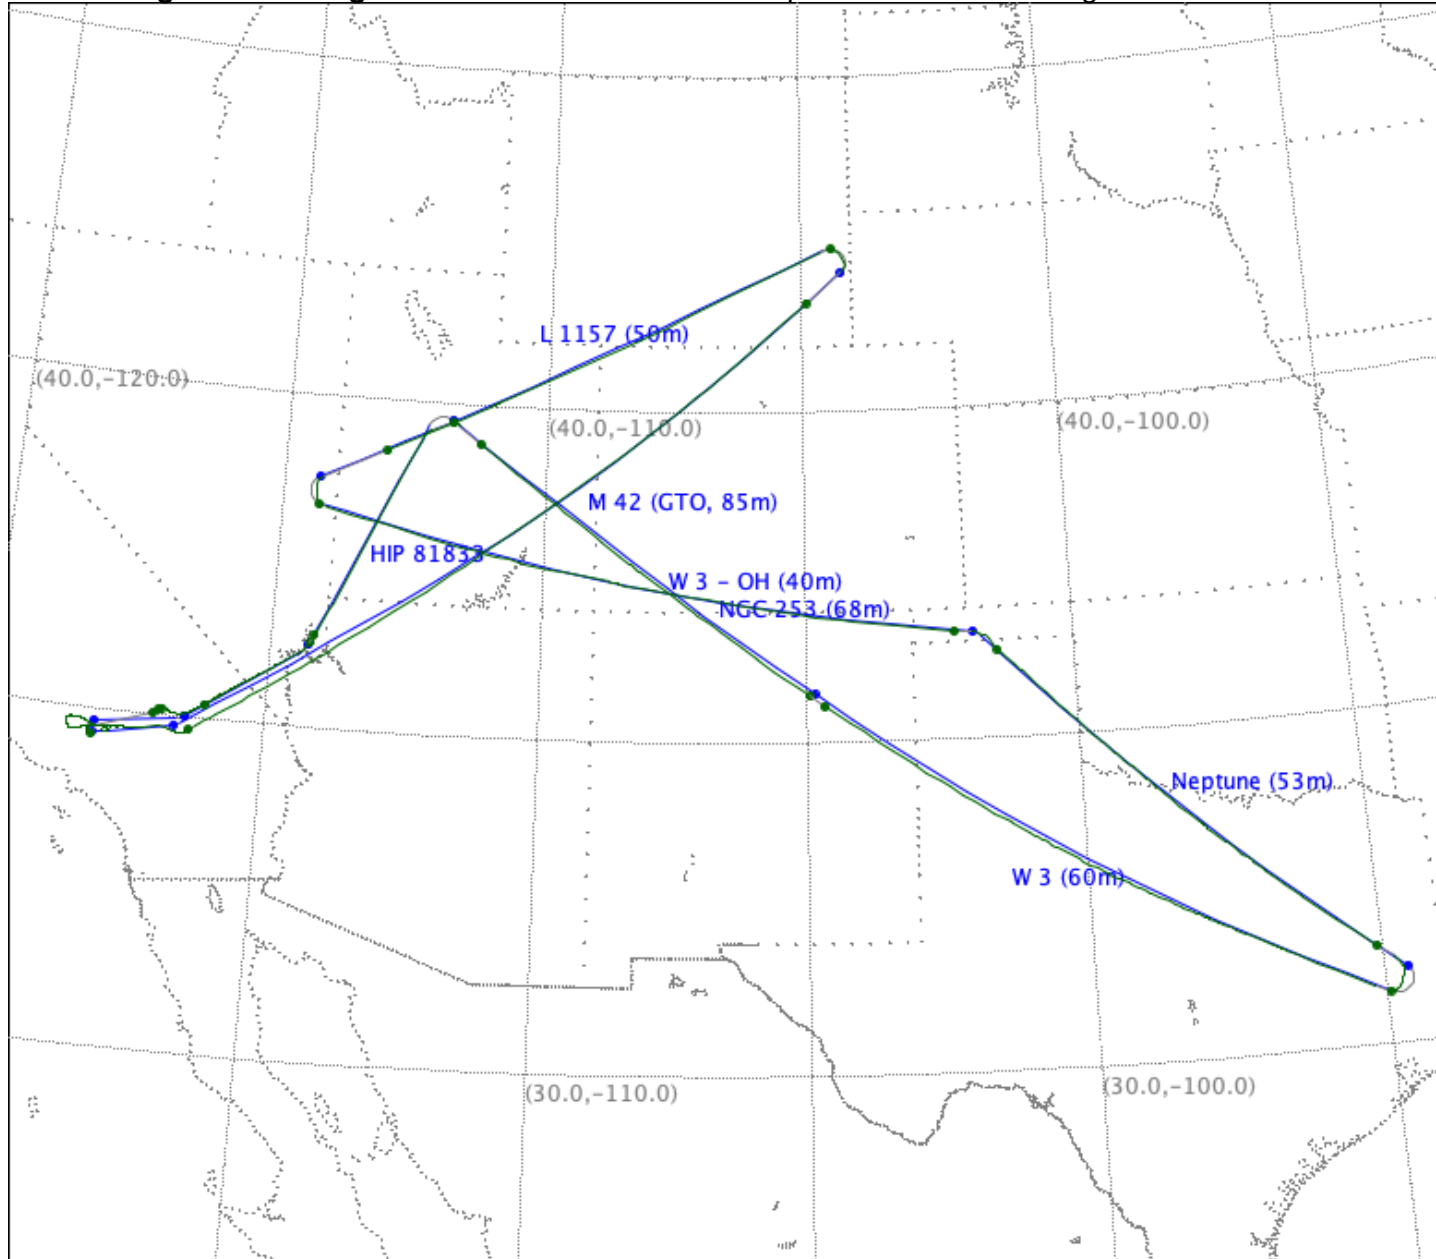 L 1157 (50m)
(40.0,-120.0)
(40.0,-110.0)
(40.0,-100.0)
M 42 (GTO, 85m)
HIP 81833
W 3 - OH (40m)
NGC 253 (68m)
Neptune (53m)
W 3 (60m)
(30.0,-110.0)
(30.0,-100.0)